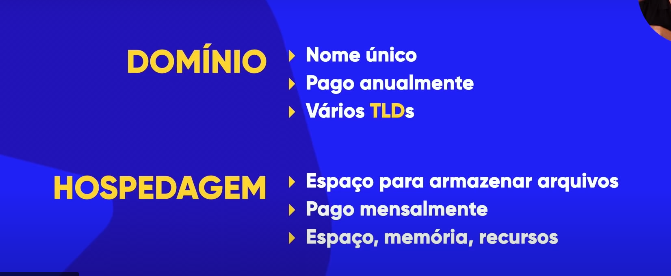 DOMÍNIO
Nome único
Pago anualmente
Vários TLDs
HOSPEDAGEM
Espaço para armazenar arquivos
Pago mensalmente
Espaço, memória, recursos